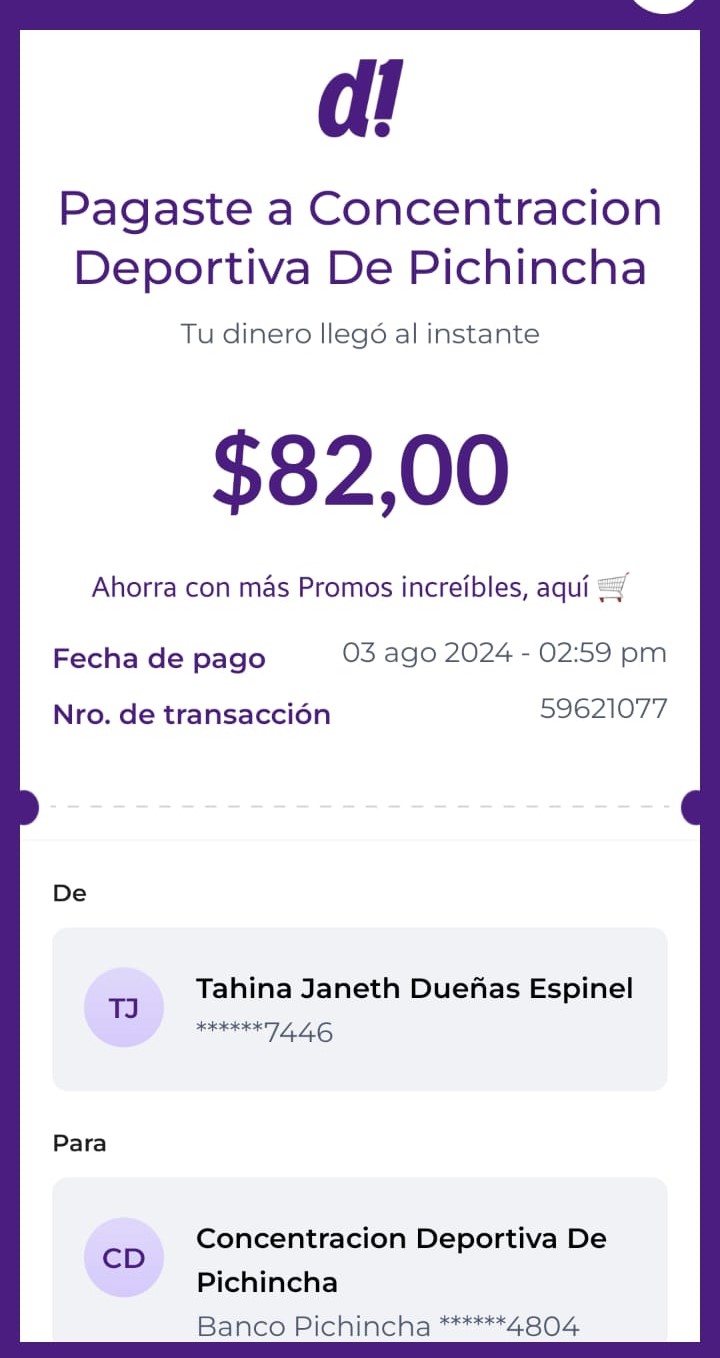 d!
Pagaste a Concentracion
Deportiva De Pichincha
Tu dinero llegó al instante
$82,00
Ahorra con más Promos increíbles, aquí 🛒
Fecha de pago 03 ago 2024 - 02:59 pm
Nro. de transacción 59621077
De
TJ
Tahina Janeth Dueñas Espinel
******7446
Para
CD
Concentracion Deportiva De
Pichincha
Banco Pichincha ******4804